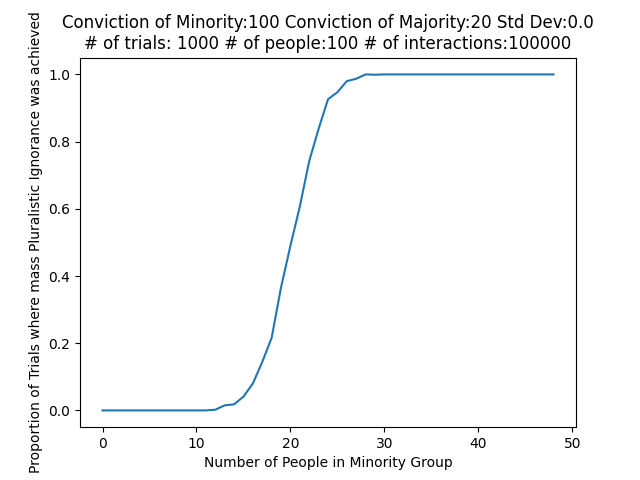 Conviction of Minority:100 Conviction of Majority:20 Std Dev:0.0
# of trials: 1000 # of people:100 # of interactions:100000
Proportion of Trials where mass Pluralistic Ignorance was achieved
1.0
0.8
0.6
0.4
0.2
0.0
0 10 20 30 40 50
Number of People in Minority Group